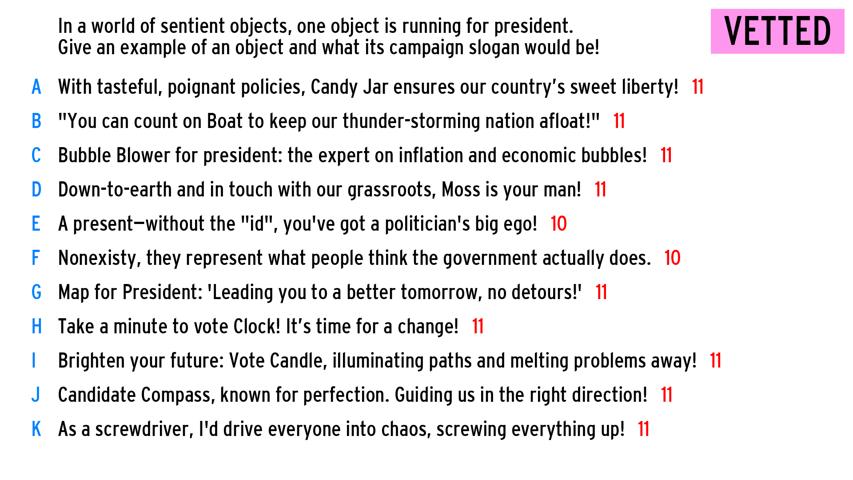 In a world of sentient objects, one object is running for president.
Give an example of an object and what its campaign slogan would be!
VETTED
A With tasteful, poignant policies, Candy Jar ensures our country's sweet liberty! 11
B "You can count on Boat to keep our thunder-storming nation afloat!" 11
C Bubble Blower for president: the expert on inflation and economic bubbles! 11
D Down-to-earth and in touch with our grassroots, Moss is your man! 11
E A present—without the "id", you've got a politician's big ego! 10
F Nonexisty, they represent what people think the government actually does. 10
G Map for President: 'Leading you to a better tomorrow, no detours!' 11
H Take a minute to vote Clock! It's time for a change! 11
I Brighten your future: Vote Candle, illuminating paths and melting problems away! 11
J Candidate Compass, known for perfection. Guiding us in the right direction! 11
K As a screwdriver, I'd drive everyone into chaos, screwing everything up! 11